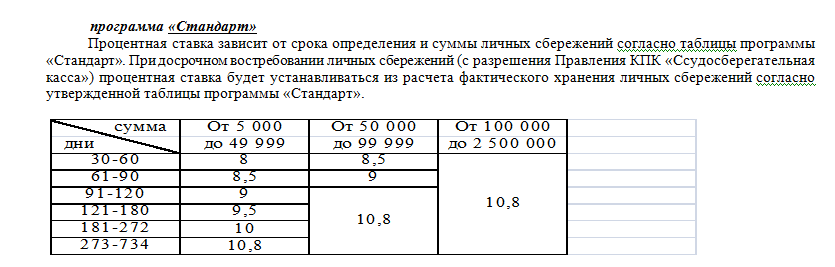 программа «Стандарт»
Процентная ставка зависит от срока определения и суммы личных сбережений согласно таблицы программы
«Стандарт». При досрочном востребовании личных сбережений (с разрешения Правления КПК «Ссудосберегательная
касса») процентная ставка будет устанавливаться из расчета фактического хранения личных сбережений согласно
утвержденной таблицы программы «Стандарт».
сумма От 5 000 От 50 000 От 100 000
дни до 49 999 до 99 999 до 2 500 000
30-60 8 8,5
61-90 8,5 9
91-120 9
10,8
121-180 9,5
10,8
181-272 10
273-734 10,8